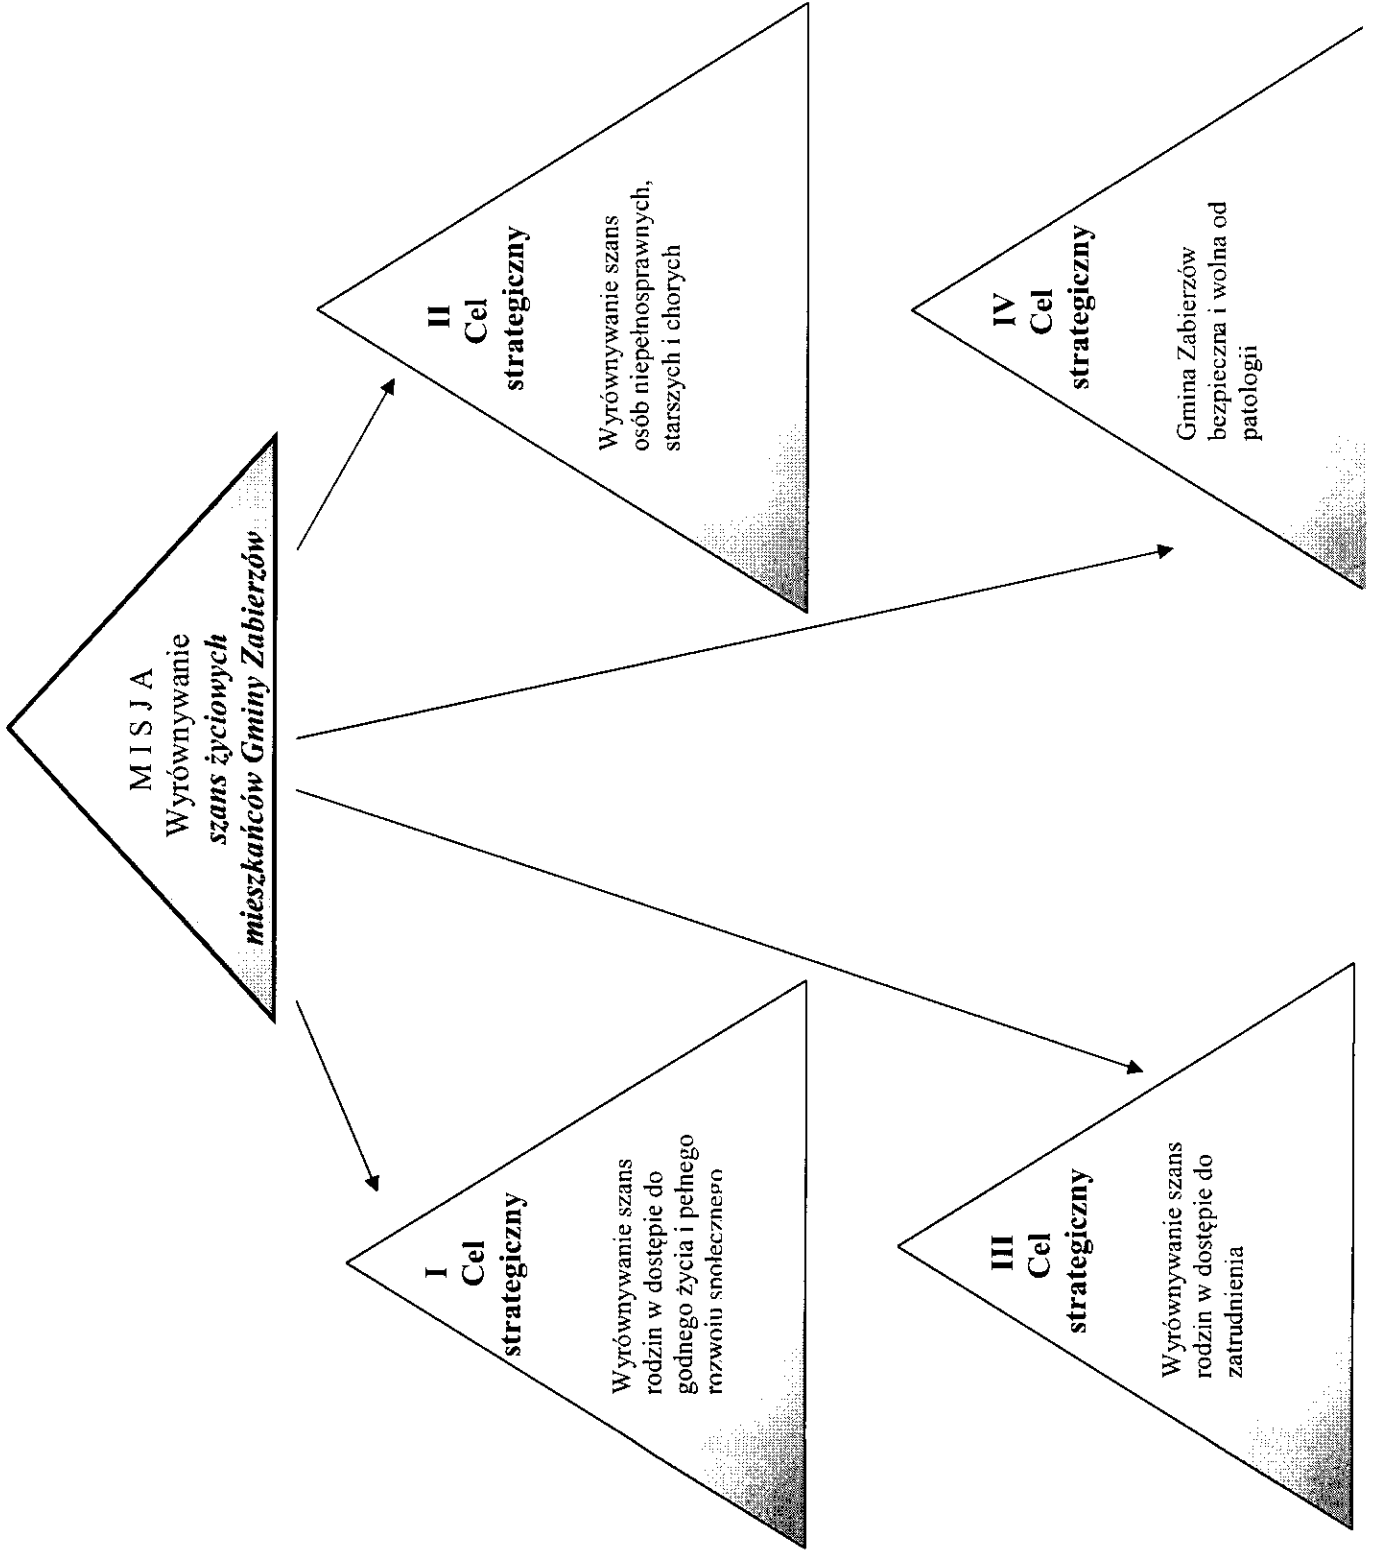 M I S J A
Wyrównywanie
szans życiowych
mieszkańców Gminy Zabierzów
I
Cel
strategiczny
Wyrównywanie szans
rodzin w dostępie do
godnego życia i pełnego
rozwoju społecznego
II
Cel
strategiczny
Wyrównywanie szans
osób niepełnosprawnych,
starszych i chorych
III
Cel
strategiczny
Wyrównywanie szans
rodzin w dostępie do
zatrudnienia
IV
Cel
strategiczny
Gmina Zabierzów
bezpieczna i wolna od
patologii